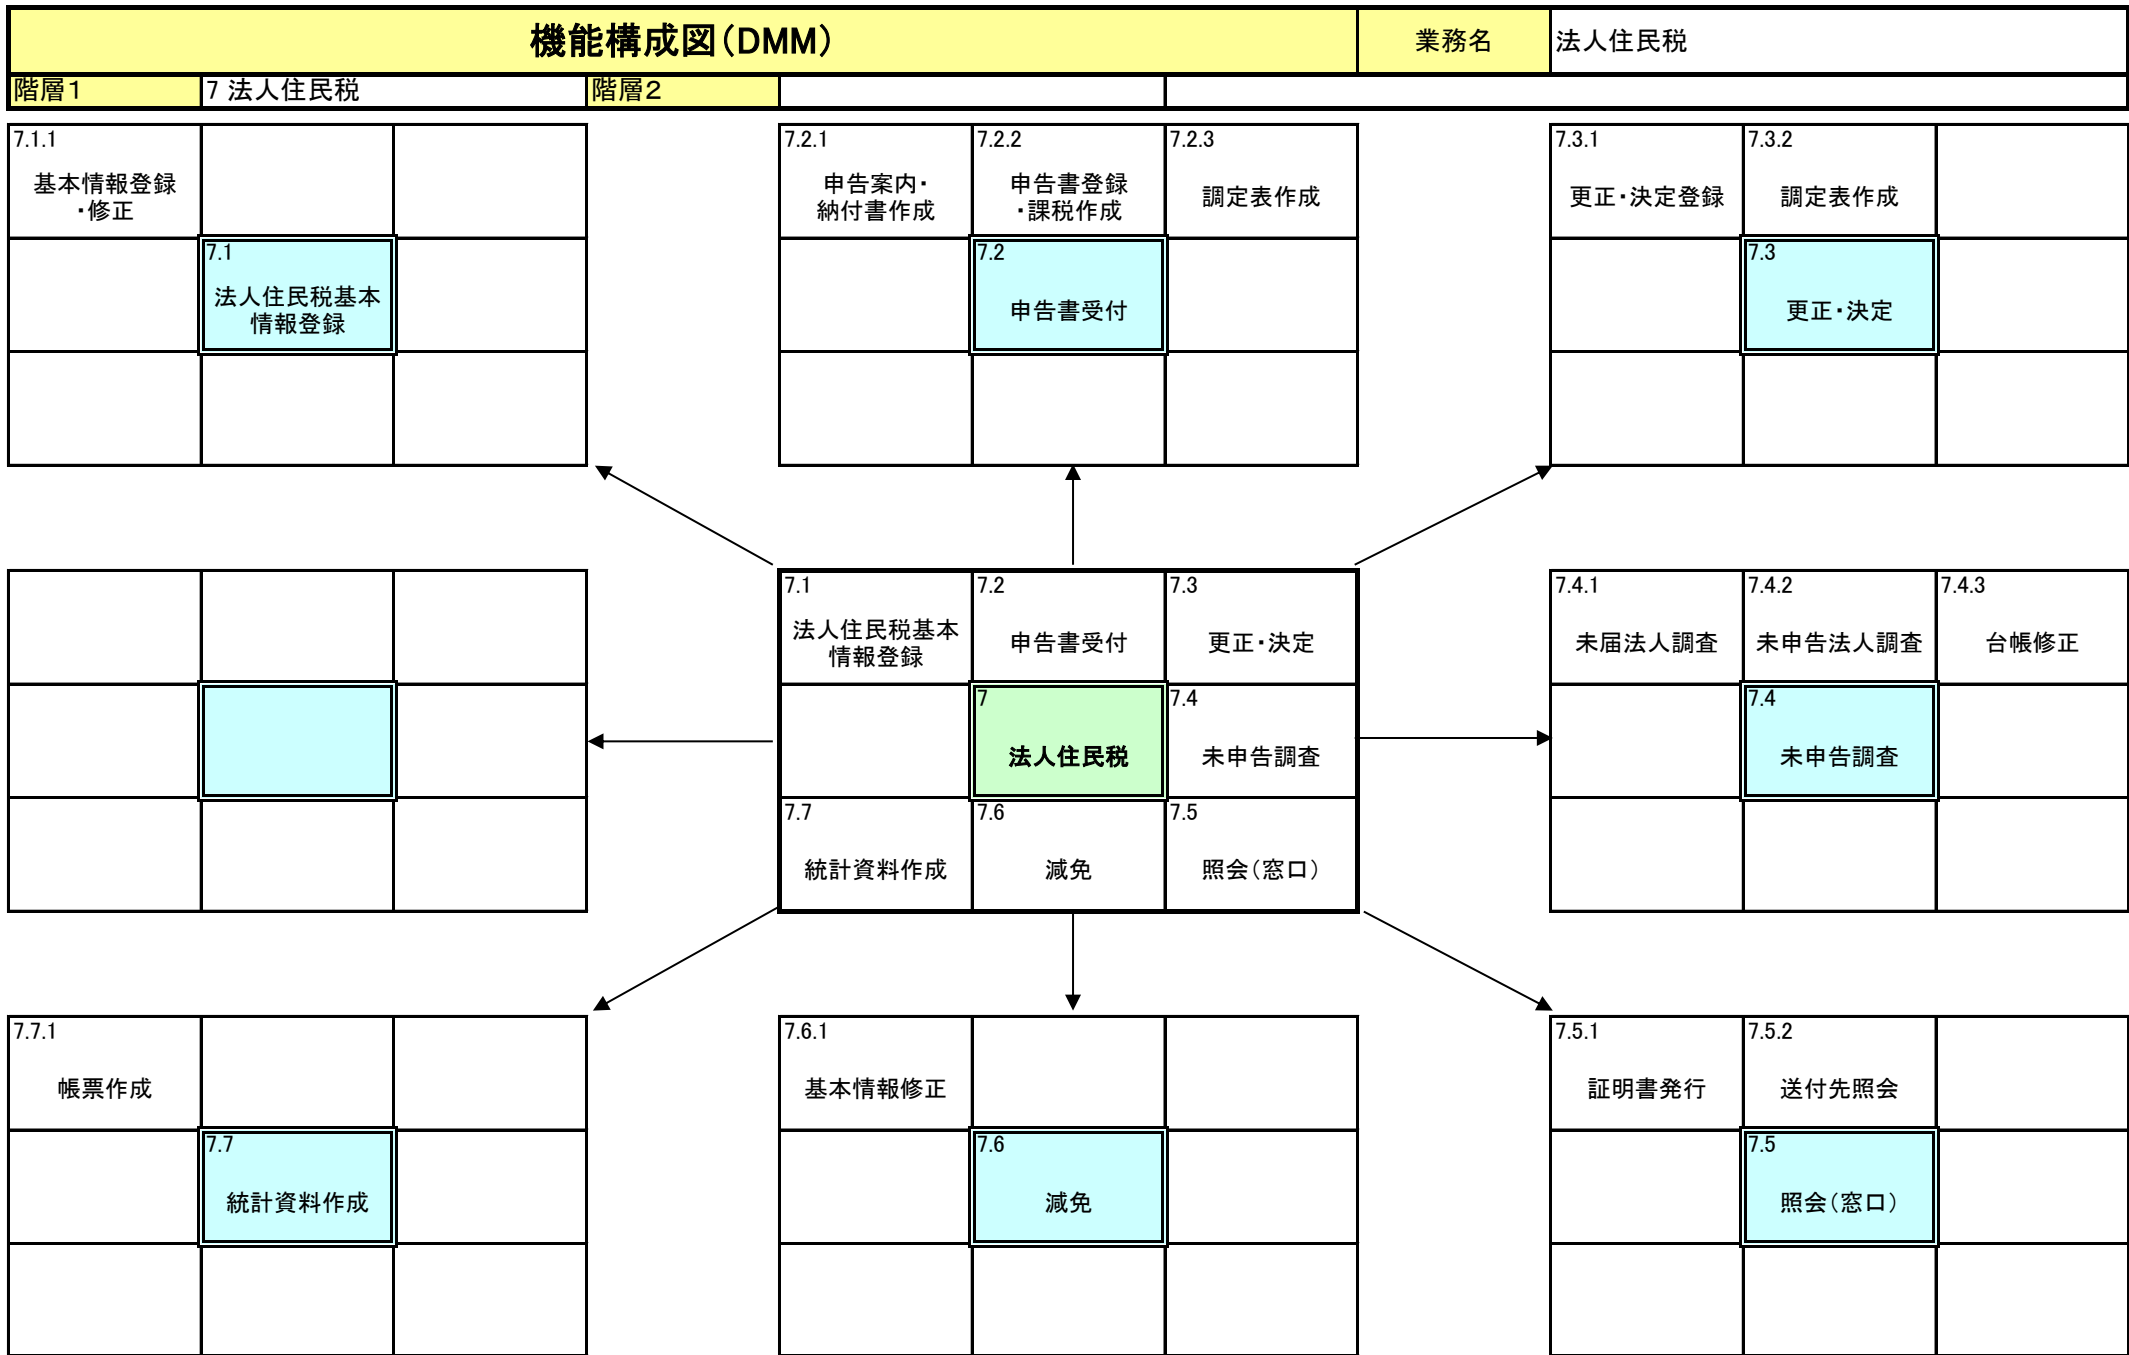 機能構成図(DMM)
業務名
法人住民税
階層1
7 法人住民税
階層2
7.1.1
基本情報登録
・修正
7.1
法人住民税基本
情報登録
7.2.1
申告案内・
納付書作成
7.2.2
申告書登録
・課税作成
7.2.3
調定表作成
7.2
申告書受付
7.3.1
更正・決定登録
7.3.2
調定表作成
7.3
更正・決定
7.1
法人住民税基本
情報登録
7.2
申告書受付
7.3
更正・決定
7
法人住民税
7.4
未申告調査
7.7
統計資料作成
7.6
減免
7.5
照会(窓口)
7.4.1
未届法人調査
7.4.2
未申告法人調査
7.4.3
台帳修正
7.4
未申告調査
7.7.1
帳票作成
7.7
統計資料作成
7.6.1
基本情報修正
7.6
減免
7.5.1
証明書発行
7.5.2
送付先照会
7.5
照会(窓口)